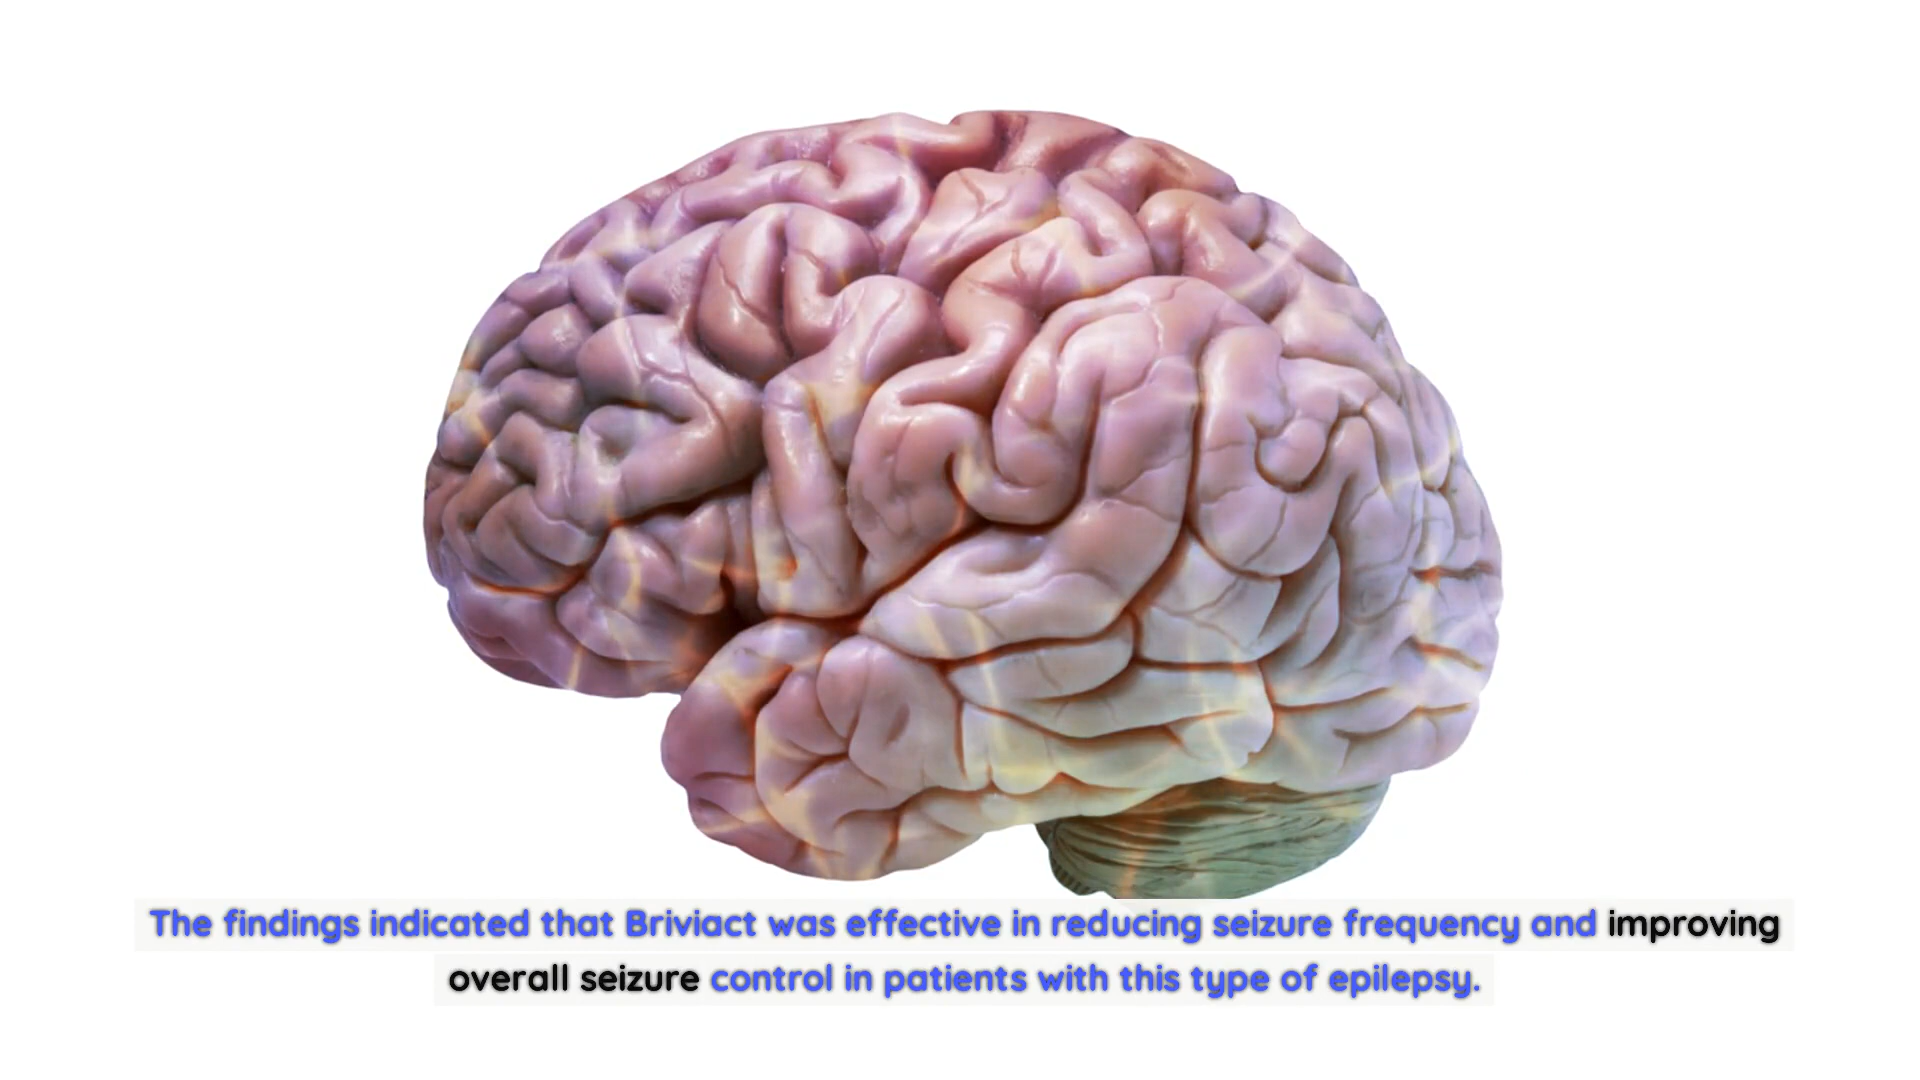 The findings indicated that Briviact was effective in reducing seizure frequency and improving
overall seizure control in patients with this type of epilepsy.